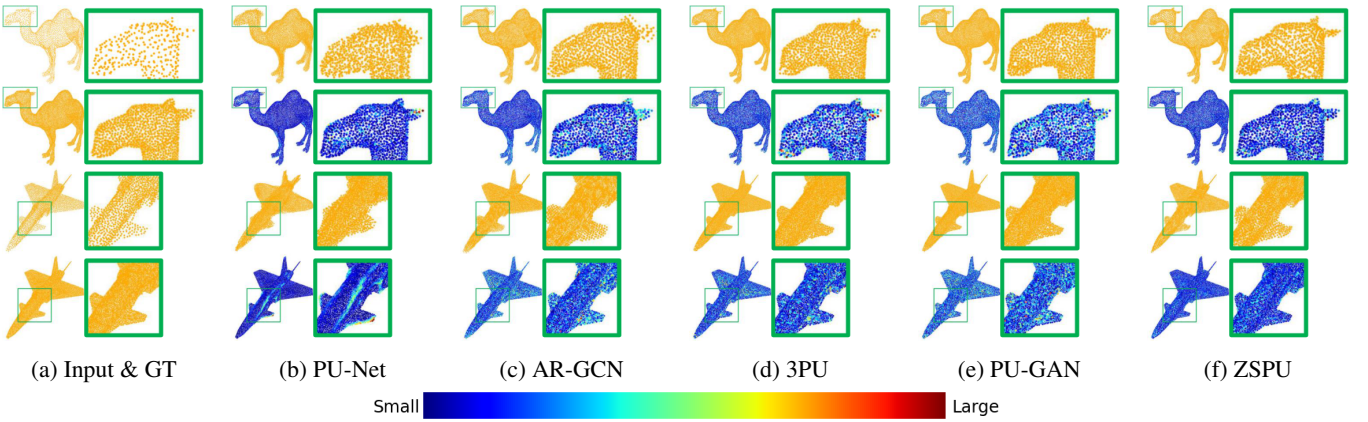 (a) Input & GT (b) PU-Net (c) AR-GCN (d) 3PU (e) PU-GAN (f) ZSPU
Small Large